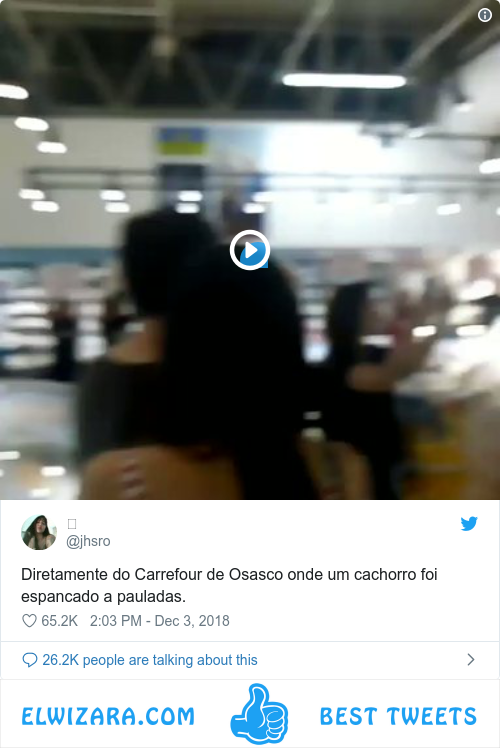 @jhsro
Diretamente do Carrefour de Osasco onde um cachorro foi
espancado a pauladas.
65.2K 2:03 PM - Dec 3, 2018
26.2K people are talking about this
ELWIZARA.COM BEST TWEETS